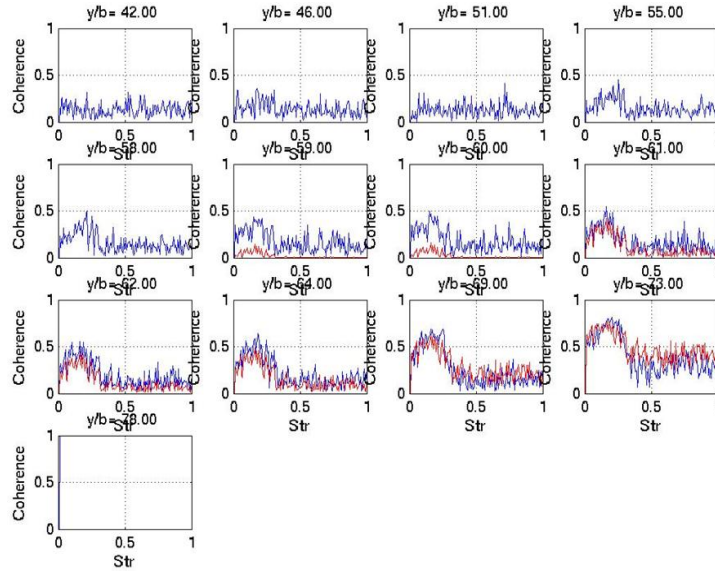 y/b= 42.00 y/b= 46.00 y/b= 51.00 y/b= 55.00
1 1 1 1
Coherence Coherence Coherence Coherence
0.5 0.5 0.5 0.5
0 0 0 0
0 0.5 1 0 0.5 1 0 0.5 1 0 0.5 1
Str Str Str Str
y/b= 58.00 y/b= 59.00 y/b= 60.00 y/b= 61.00
1 1 1 1
Coherence Coherence Coherence Coherence
0.5 0.5 0.5 0.5
0 0 0 0
0 0.5 1 0 0.5 1 0 0.5 1 0 0.5 1
Str Str Str Str
y/b= 62.00 y/b= 64.00 y/b= 69.00 y/b= 73.00
1 1 1 1
Coherence Coherence Coherence Coherence
0.5 0.5 0.5 0.5
0 0 0 0
0 0.5 1 0 0.5 1 0 0.5 1 0 0.5 1
Str Str Str Str
y/b= 78.00
1
Coherence
0.5
0
0 0.5 1
Str